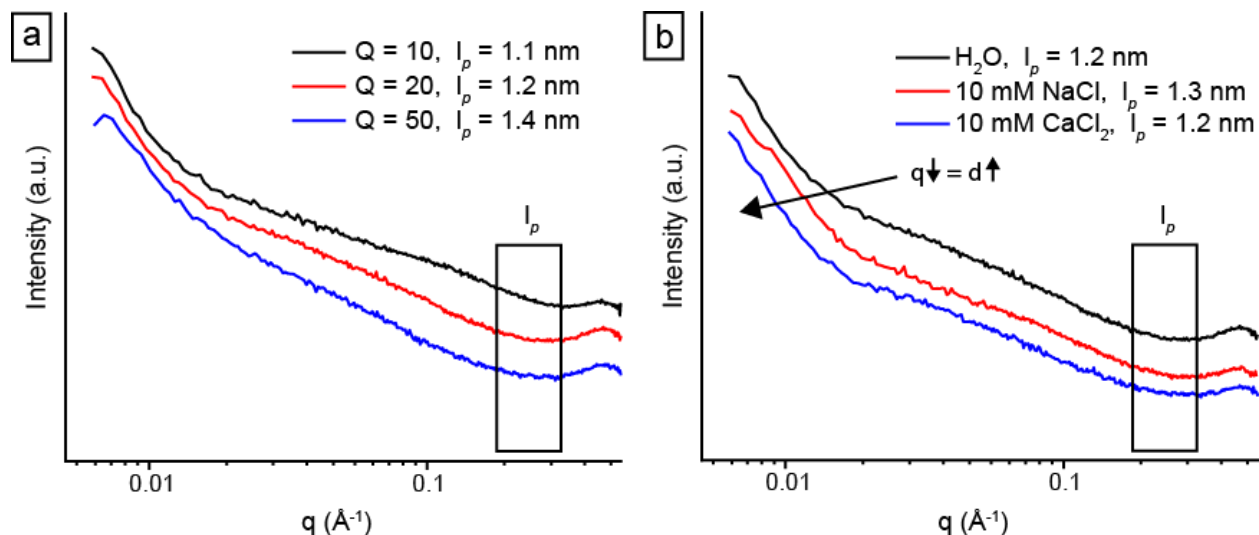 a
Q = 10, lp = 1.1 nm
Q = 20, lp = 1.2 nm
Q = 50, lp = 1.4 nm
lp
Intensity (a.u.)
0.01
0.1
q (Å⁻¹)
b
H₂O, lp = 1.2 nm
10 mM NaCl, lp = 1.3 nm
10 mM CaCl₂, lp = 1.2 nm
q↓ = d↑
lp
Intensity (a.u.)
0.01
0.1
q (Å⁻¹)